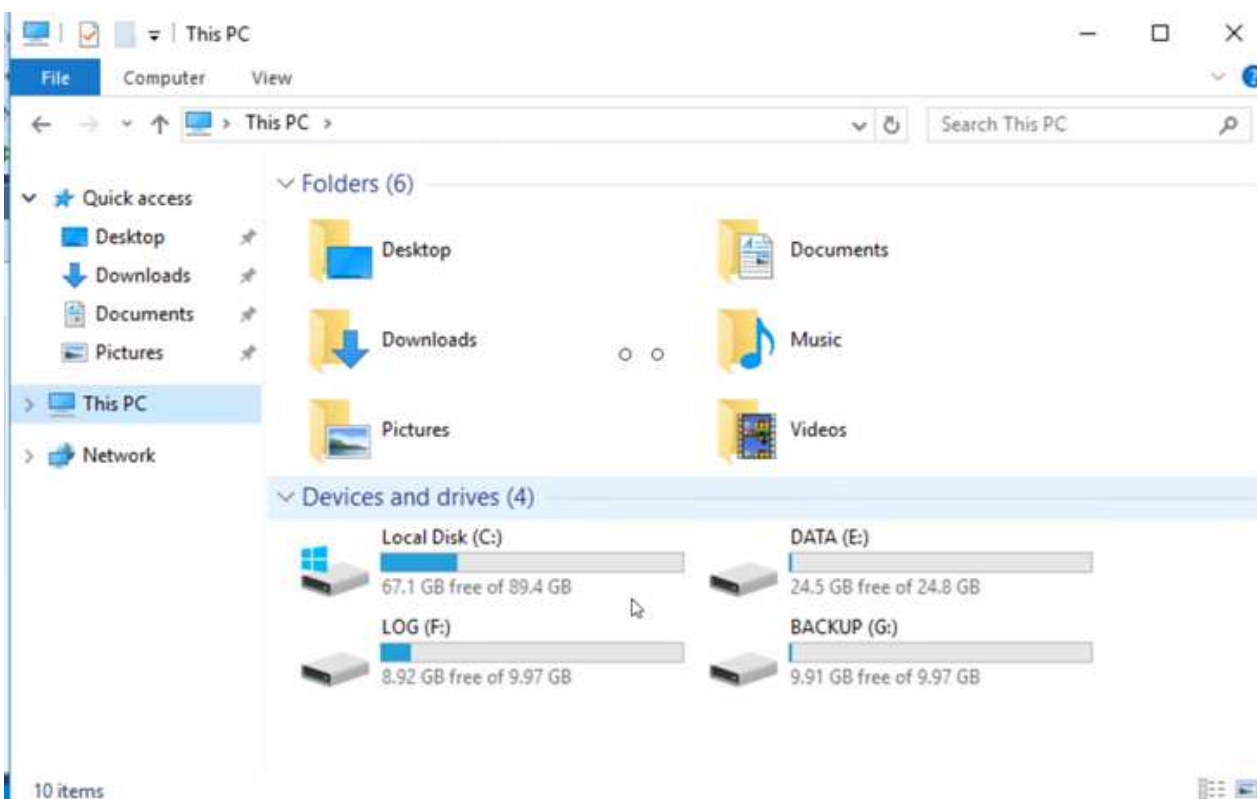 This PC
File Computer View
This PC
Search This PC
Quick access
Desktop
Downloads
Documents
Pictures
This PC
Network
Folders (6)
Desktop
Documents
Downloads
Music
Pictures
Videos
Devices and drives (4)
Local Disk (C:)
67.1 GB free of 89.4 GB
DATA (E:)
24.5 GB free of 24.8 GB
LOG (F:)
8.92 GB free of 9.97 GB
BACKUP (G:)
9.91 GB free of 9.97 GB
10 items